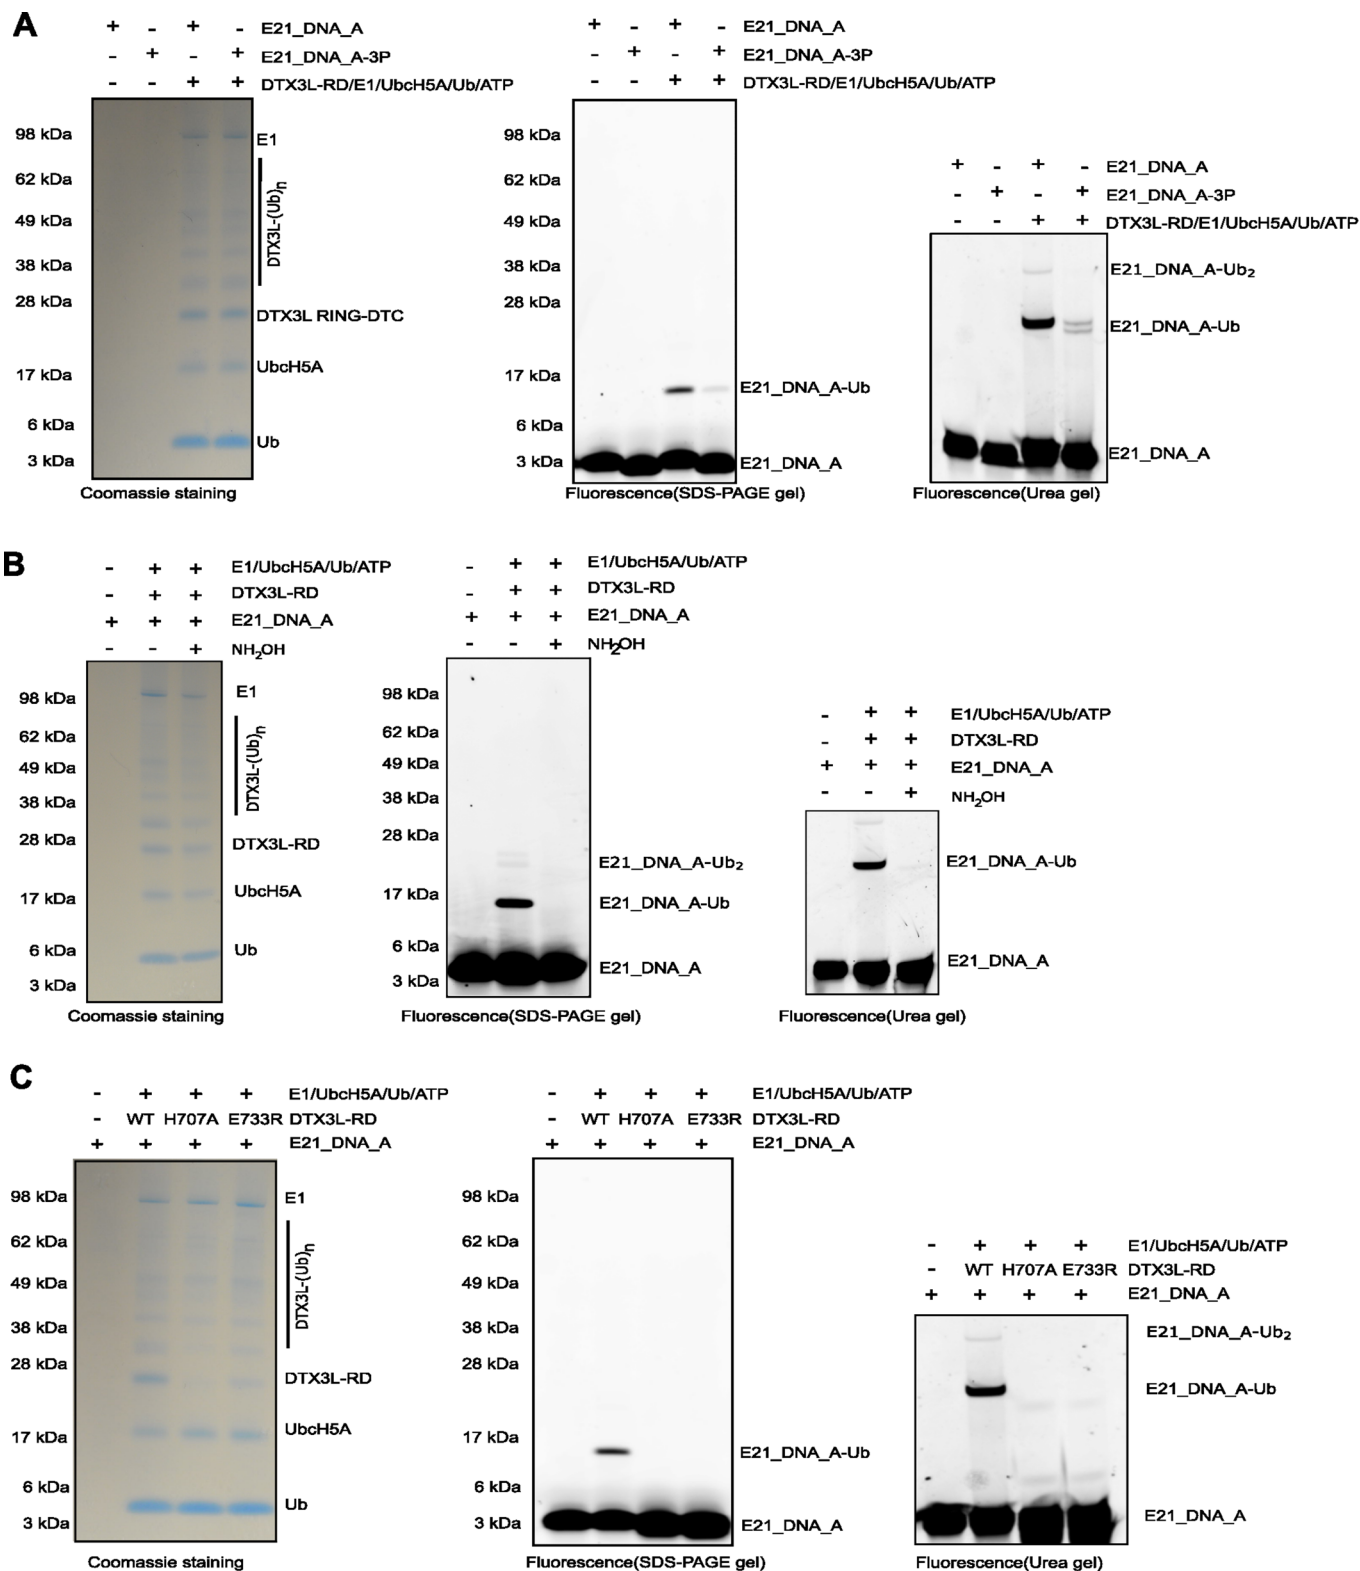 A
+ - + - E21_DNA_A
- + - + E21_DNA_A-3P
- - + + DTX3L-RD/E1/UbcH5A/Ub/ATP
98 kDa
62 kDa
49 kDa
38 kDa
28 kDa
17 kDa
6 kDa
3 kDa
E1
DTX3L-(Ub)n
DTX3L RING-DTC
UbcH5A
Ub
Coomassie staining
+ - + - E21_DNA_A
- + - + E21_DNA_A-3P
- - + + DTX3L-RD/E1/UbcH5A/Ub/ATP
98 kDa
62 kDa
49 kDa
38 kDa
28 kDa
17 kDa
6 kDa
3 kDa
E21_DNA_A-Ub
E21_DNA_A
Fluorescence(SDS-PAGE gel)
+ - + - E21_DNA_A
- + - + E21_DNA_A-3P
- - + + DTX3L-RD/E1/UbcH5A/Ub/ATP
E21_DNA_A-Ub2
E21_DNA_A-Ub
E21_DNA_A
Fluorescence(Urea gel)
B
- + + E1/UbcH5A/Ub/ATP
- + + DTX3L-RD
+ + + E21_DNA_A
- - + NH2OH
98 kDa
62 kDa
49 kDa
38 kDa
28 kDa
17 kDa
6 kDa
3 kDa
E1
DTX3L-(Ub)n
DTX3L-RD
UbcH5A
Ub
Coomassie staining
- + + E1/UbcH5A/Ub/ATP
- + + DTX3L-RD
+ + + E21_DNA_A
- - + NH2OH
98 kDa
62 kDa
49 kDa
38 kDa
28 kDa
17 kDa
6 kDa
3 kDa
E21_DNA_A-Ub2
E21_DNA_A-Ub
E21_DNA_A
Fluorescence(SDS-PAGE gel)
- + + E1/UbcH5A/Ub/ATP
- + + DTX3L-RD
+ + + E21_DNA_A
- - + NH2OH
E21_DNA_A-Ub
E21_DNA_A
Fluorescence(Urea gel)
C
- + + + E1/UbcH5A/Ub/ATP
- WT H707A E733R DTX3L-RD
+ + + + E21_DNA_A
98 kDa
62 kDa
49 kDa
38 kDa
28 kDa
17 kDa
6 kDa
3 kDa
E1
DTX3L-(Ub)n
DTX3L-RD
UbcH5A
Ub
Coomassie staining
- + + + E1/UbcH5A/Ub/ATP
- WT H707A E733R DTX3L-RD
+ + + + E21_DNA_A
98 kDa
62 kDa
49 kDa
38 kDa
28 kDa
17 kDa
6 kDa
3 kDa
E21_DNA_A-Ub
E21_DNA_A
Fluorescence(SDS-PAGE gel)
- + + + E1/UbcH5A/Ub/ATP
- WT H707A E733R DTX3L-RD
+ + + + E21_DNA_A
E21_DNA_A-Ub2
E21_DNA_A-Ub
E21_DNA_A
Fluorescence(Urea gel)